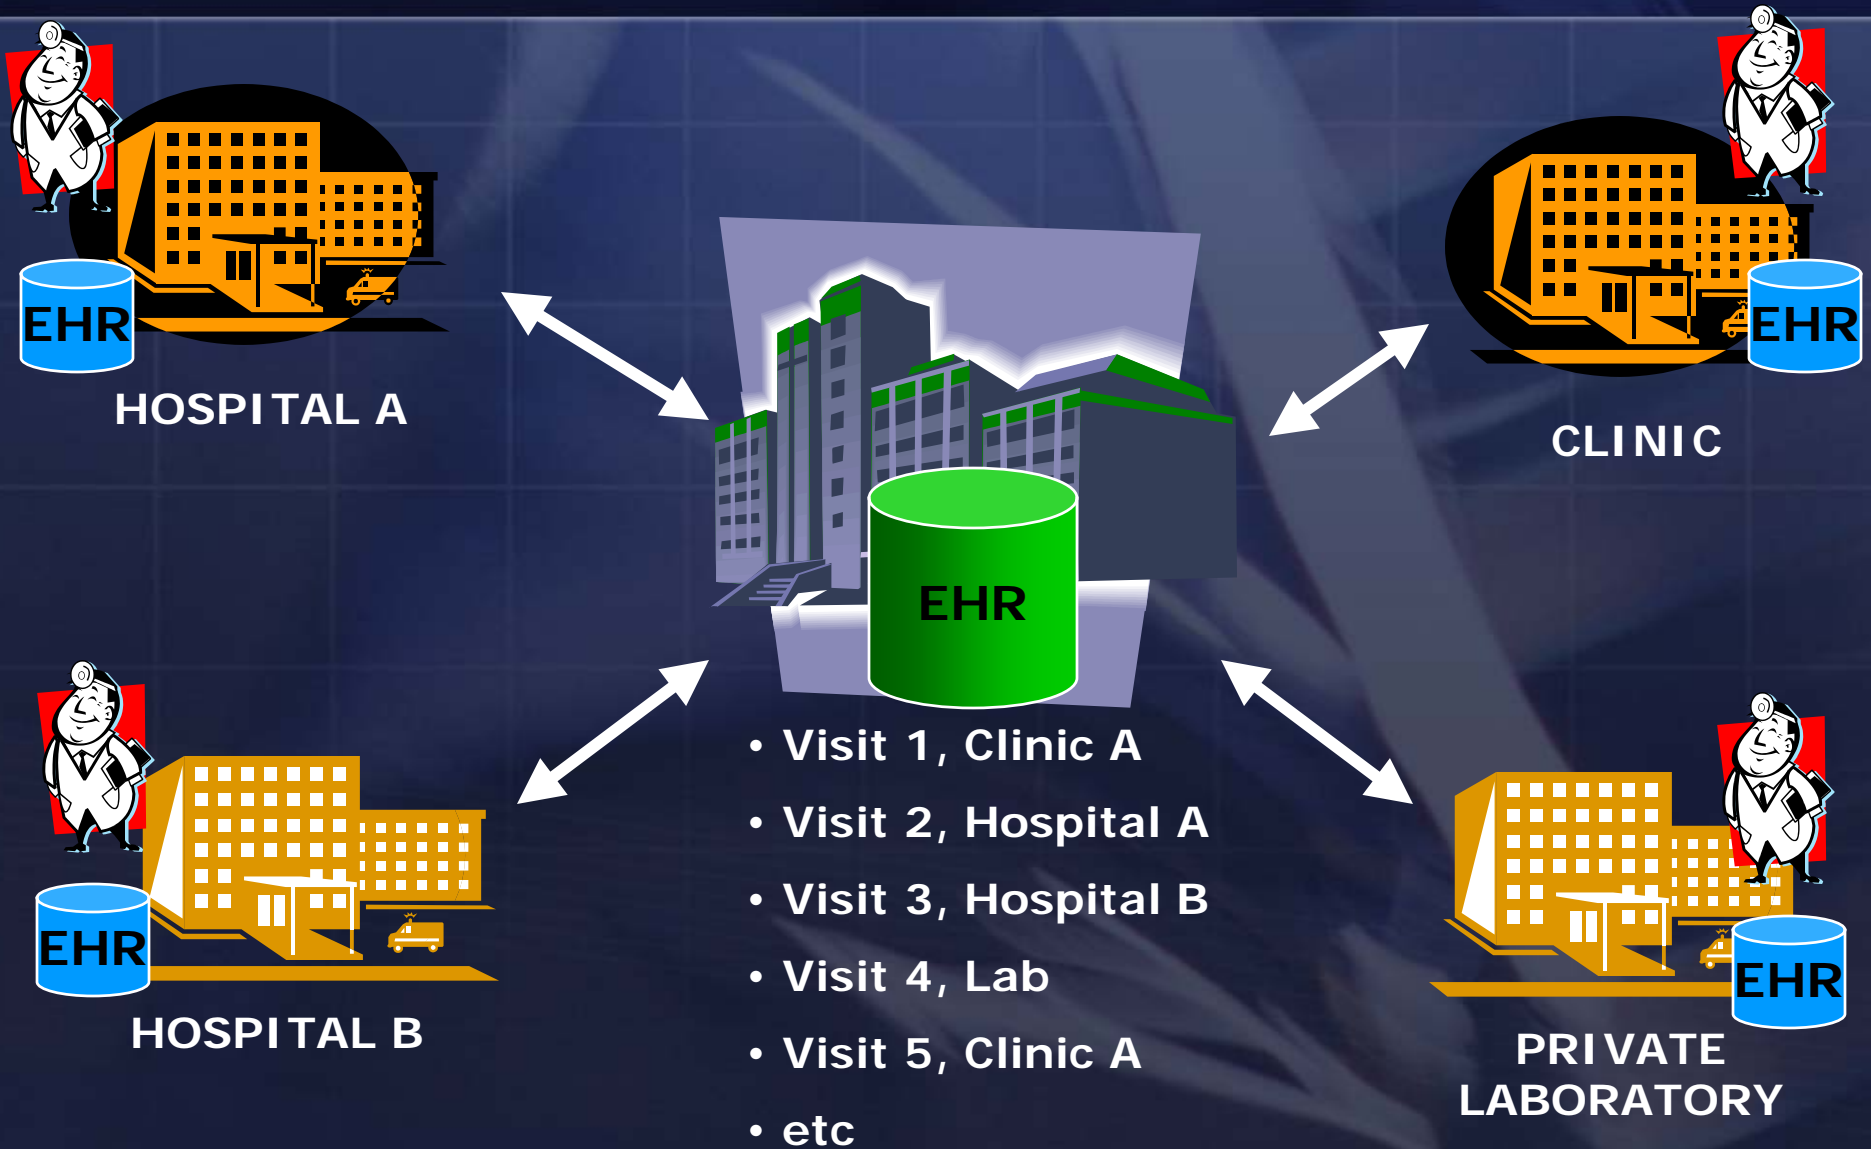 EHR
HOSPITAL A
EHR
CLINIC
EHR
• Visit 1, Clinic A
• Visit 2, Hospital A
• Visit 3, Hospital B
• Visit 4, Lab
• Visit 5, Clinic A
• etc
EHR
HOSPITAL B
EHR
PRIVATE
LABORATORY